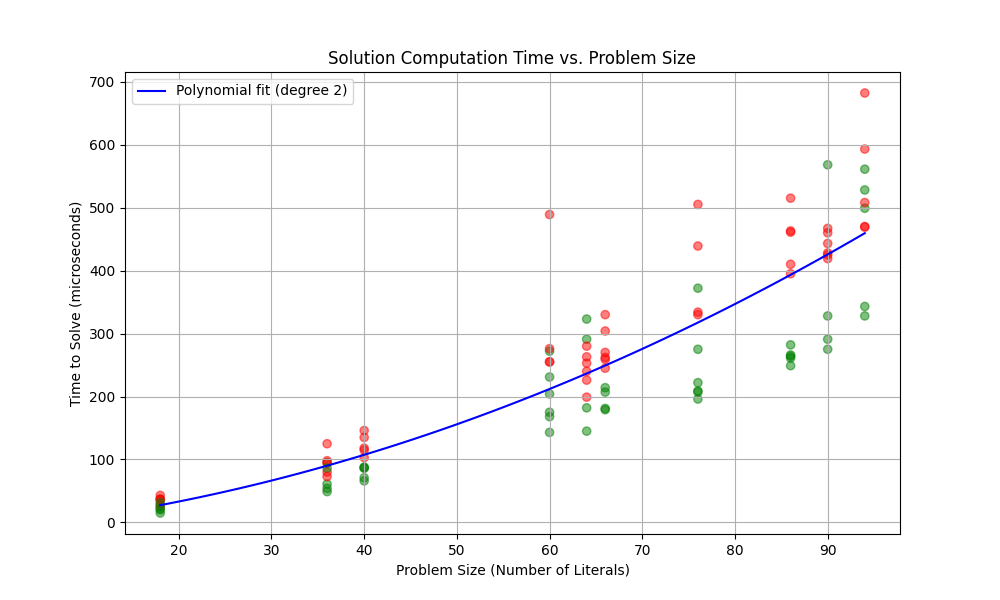 Solution Computation Time vs. Problem Size
Polynomial fit (degree 2)
Time to Solve (microseconds)
700
600
500
400
300
200
100
0
20 30 40 50 60 70 80 90
Problem Size (Number of Literals)